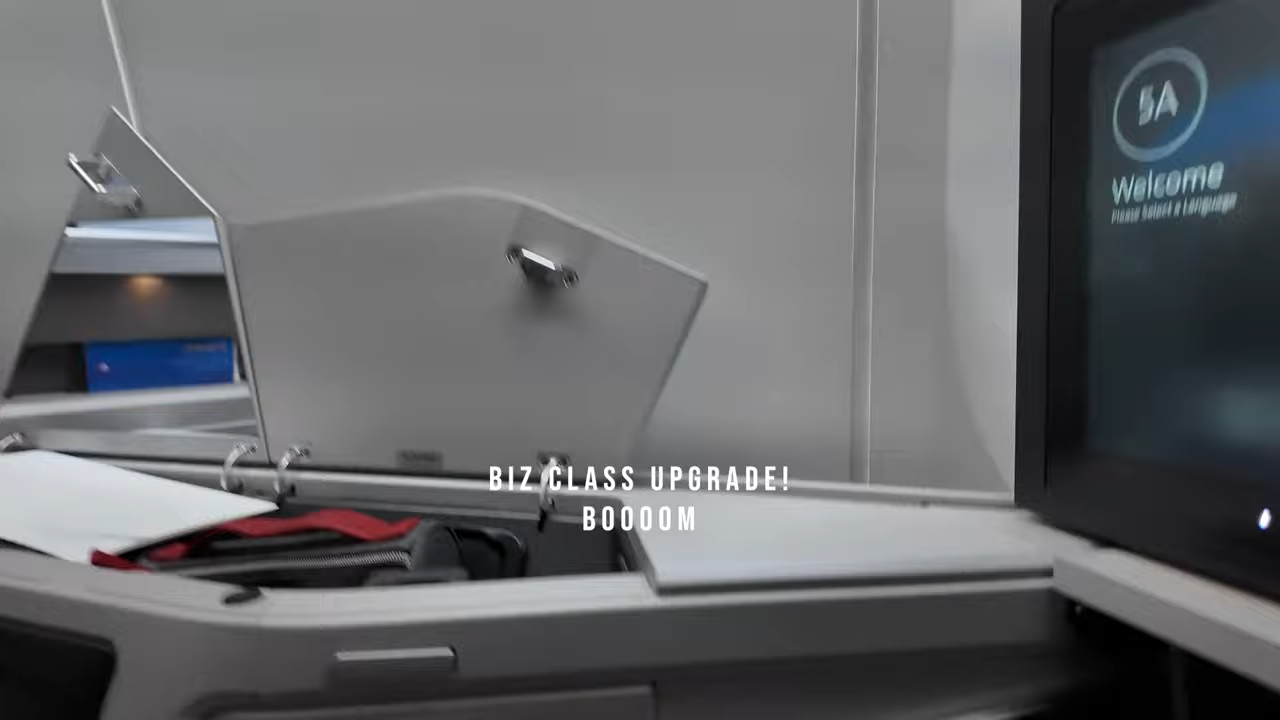 5A
Welcome
Please Select a Language
BIZ CLASS UPGRADE!
BOOOOM